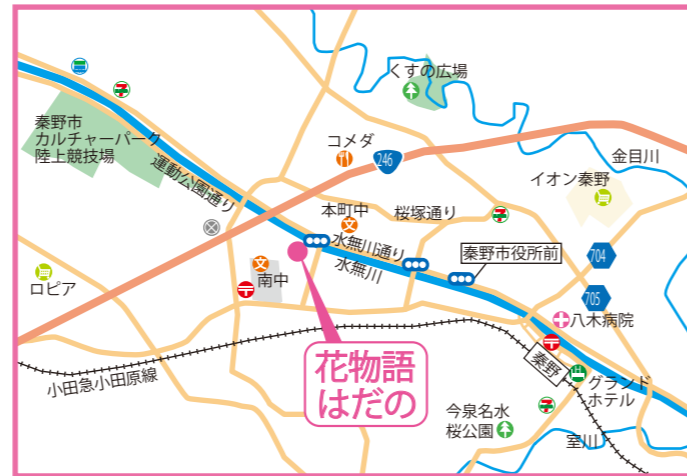 くすの広場
秦野市
カルチャーパーク
陸上競技場
コメダ
246
金目川
運動公園通り
イオン秦野
本町中
桜塚通り
水無川通り
水無川
秦野市役所前
704
文
文
南中
ロピア
705
八木病院
花物語
はだの
秦野
小田急小田原線
グランド
ホテル
今泉名水
桜公園
室川